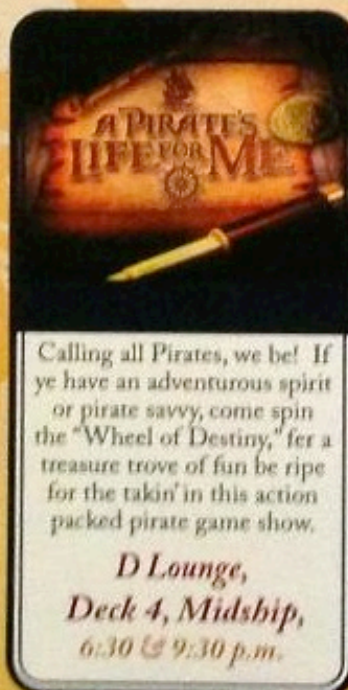 A PIRATE'S
LIFE FOR ME
Calling all Pirates, we be! If
ye have an adventurous spirit
or pirate savvy, come spin
the "Wheel of Destiny," fer a
treasure trove of fun be ripe
for the takin' in this action
packed pirate game show.
D Lounge,
Deck 4, Midship,
6:30 & 9:30 p.m.